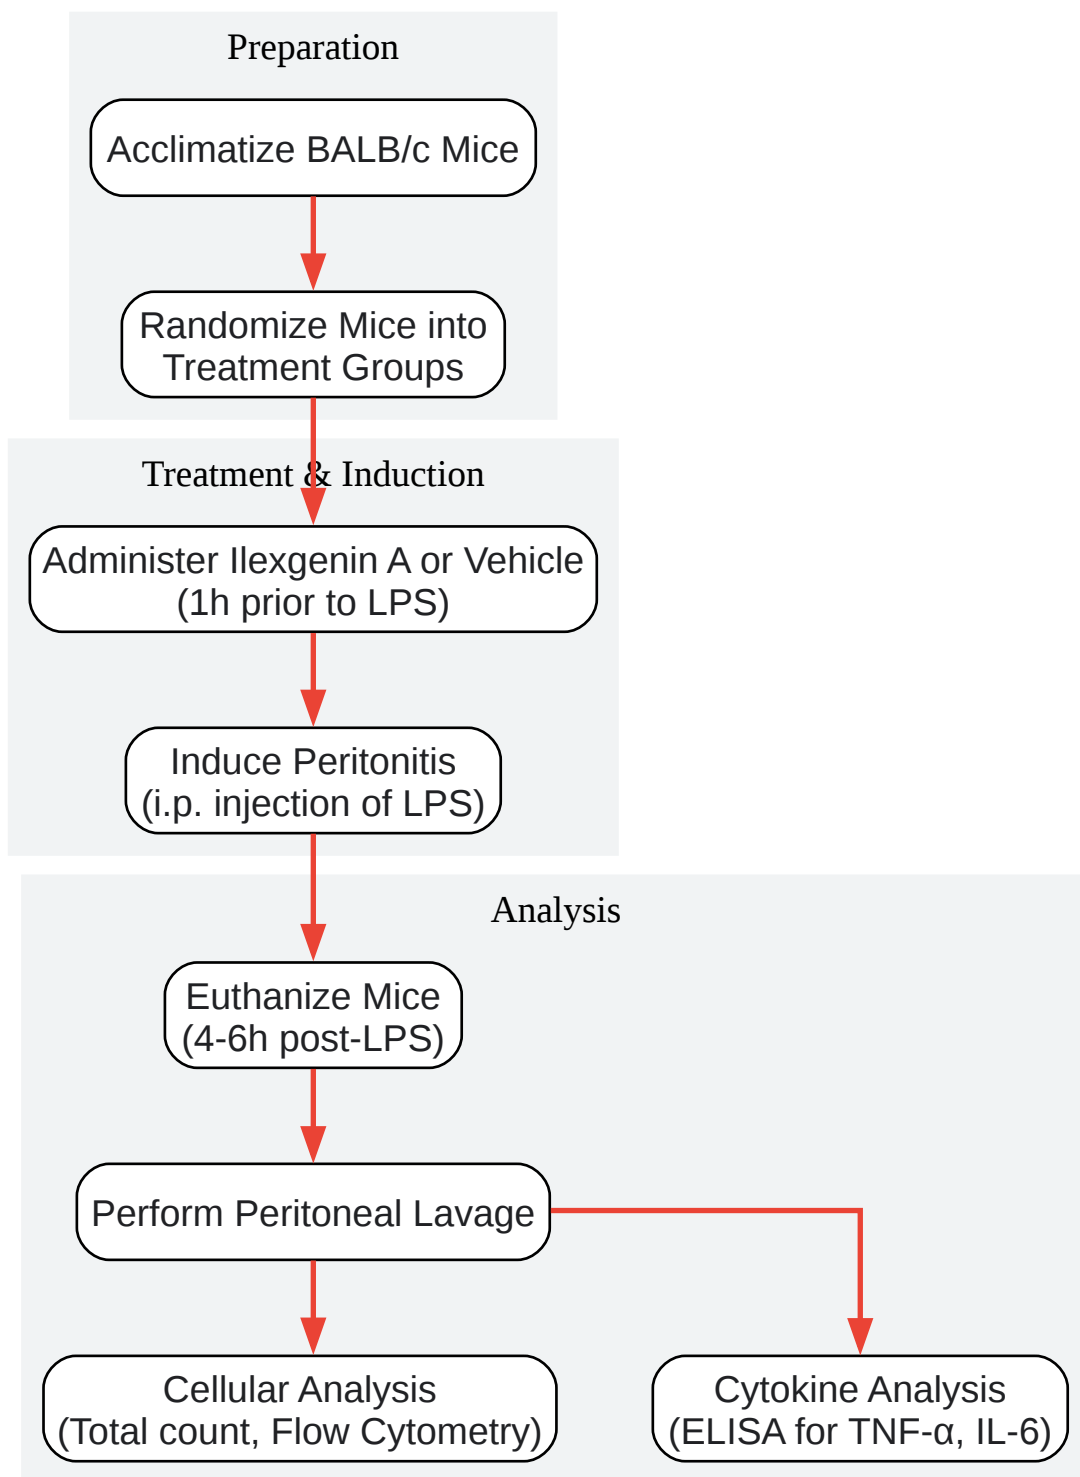 Preparation
Acclimatize BALB/c Mice
Randomize Mice into
Treatment Groups
Treatment & Induction
Administer Ilexgenin A or Vehicle
(1h prior to LPS)
Induce Peritonitis
(i.p. injection of LPS)
Analysis
Euthanize Mice
(4-6h post-LPS)
Perform Peritoneal Lavage
Cellular Analysis
(Total count, Flow Cytometry)
Cytokine Analysis
(ELISA for TNF-α, IL-6)